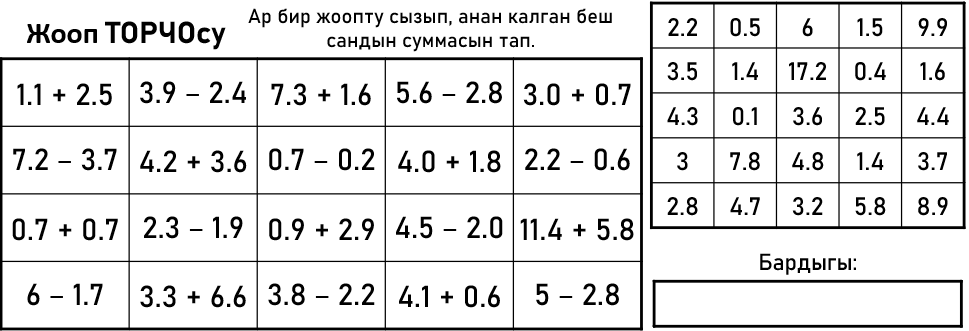 Жооп ТОРЧОсу
Ар бир жоопту сызып, анан калган беш
сандын суммасын тап.
1.1 + 2.5 3.9 – 2.4 7.3 + 1.6 5.6 – 2.8 3.0 + 0.7
7.2 – 3.7 4.2 + 3.6 0.7 – 0.2 4.0 + 1.8 2.2 – 0.6
0.7 + 0.7 2.3 – 1.9 0.9 + 2.9 4.5 – 2.0 11.4 + 5.8
6 – 1.7 3.3 + 6.6 3.8 – 2.2 4.1 + 0.6 5 – 2.8
2.2 0.5 6 1.5 9.9
3.5 1.4 17.2 0.4 1.6
4.3 0.1 3.6 2.5 4.4
3 7.8 4.8 1.4 3.7
2.8 4.7 3.2 5.8 8.9
Бардыгы: